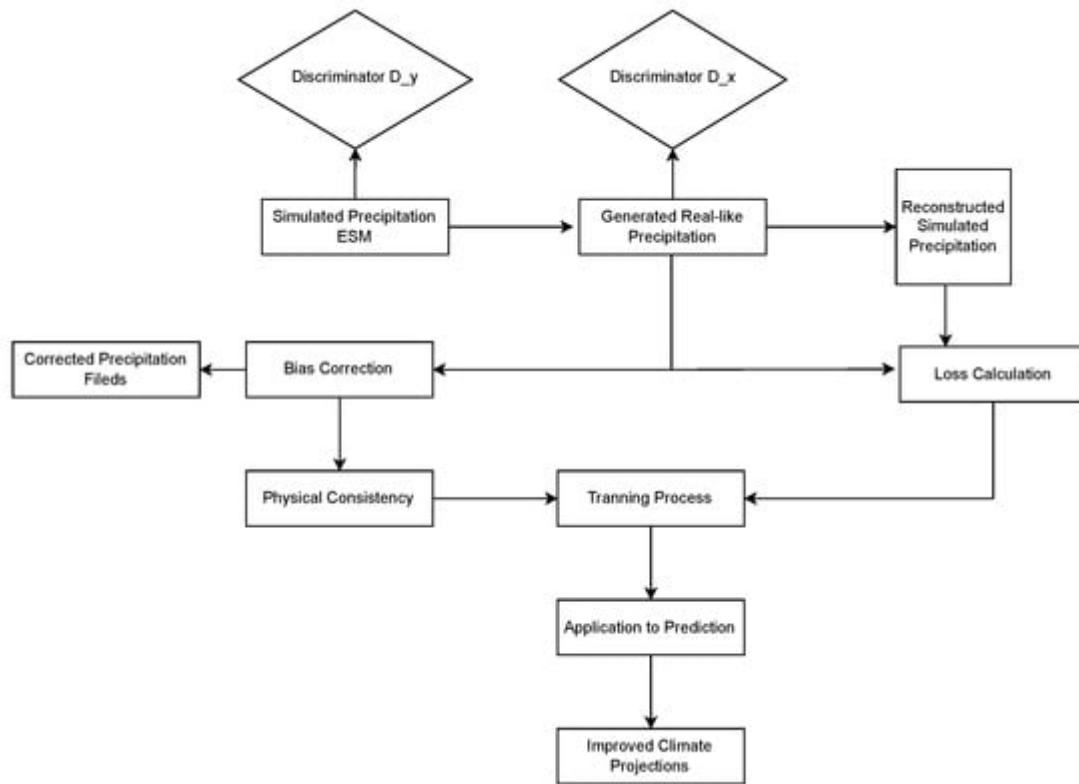 Discriminator D_y
Discriminator D_x
Simulated Precipitation
ESM
Generated Real-like
Precipitation
Reconstructed
Simulated
Precipitation
Corrected Precipitation
Fileds
Bias Correction
Loss Calculation
Physical Consistency
Tranning Process
Application to Prediction
Improved Climate
Projections